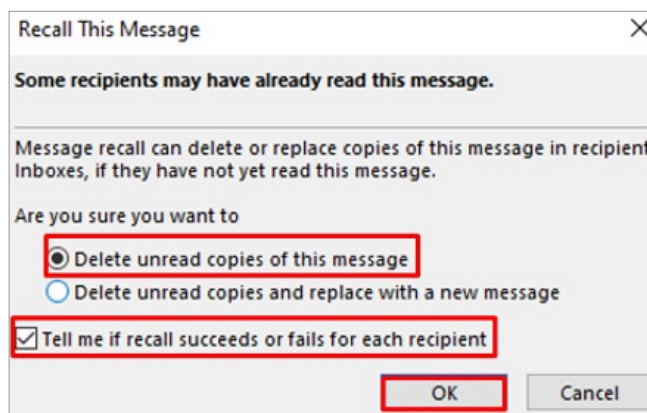 Recall This Message
Some recipients may have already read this message.
Message recall can delete or replace copies of this message in recipient
Inboxes, if they have not yet read this message.
Are you sure you want to
Delete unread copies of this message
Delete unread copies and replace with a new message
Tell me if recall succeeds or fails for each recipient
OK Cancel